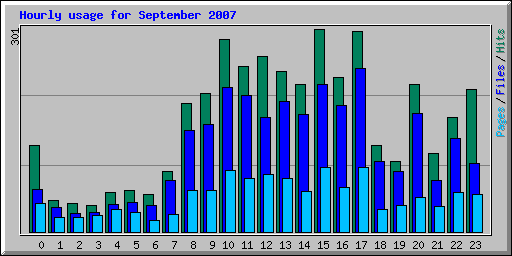 Hourly usage for September 2007
301
Pages/Files/Hits
0 1 2 3 4 5 6 7 8 9 10 11 12 13 14 15 16 17 18 19 20 21 22 23